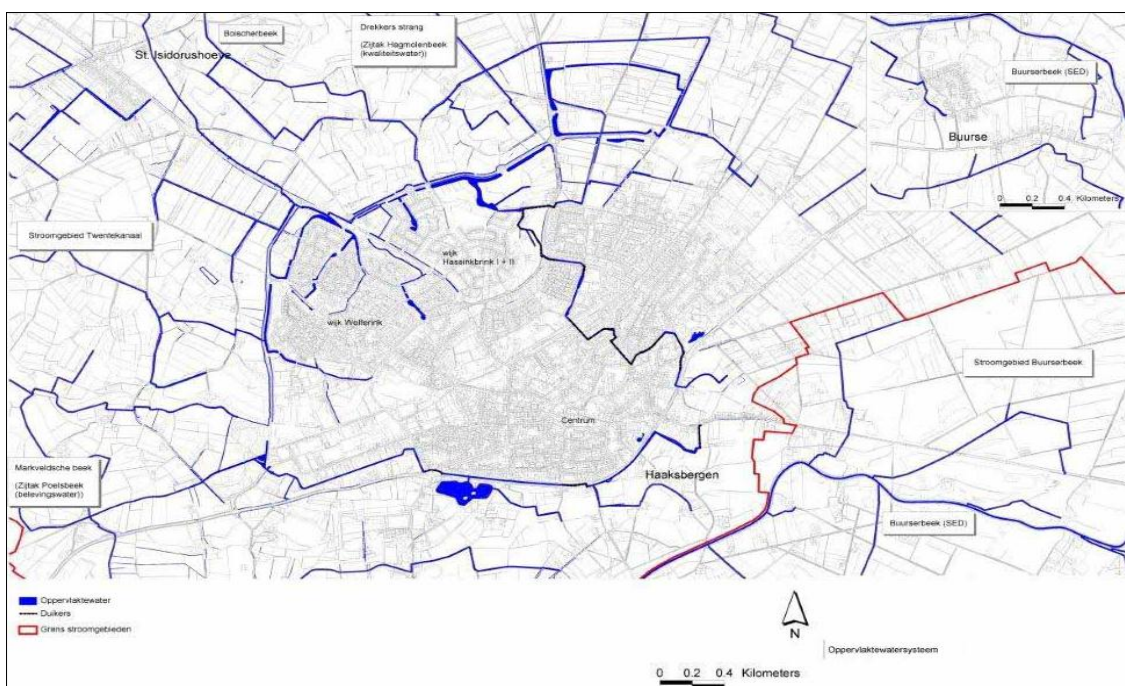 Boischerbeek
Drekkers strang
(Zijtak Hagmolenbeek
(kwaliteitswater))
St. Isidorushoeve
Buurserbeek (SED)
Buurse
0 0.2 0.4 Kilometers
Stroomgebied Twentekanaal
wijk
Hassinkbrink I + II
wijk Wolferink
Stroomgebied Buurserbeek
Centrum
Markveldsche beek
(Zijtak Poelsbeek
(belevingswater))
Haaksbergen
Buurserbeek (SED)
Oppervlaktewater
Duikers
Grens stroomgebieden
N
Oppervlaktewatersysteem
0 0.2 0.4 Kilometers